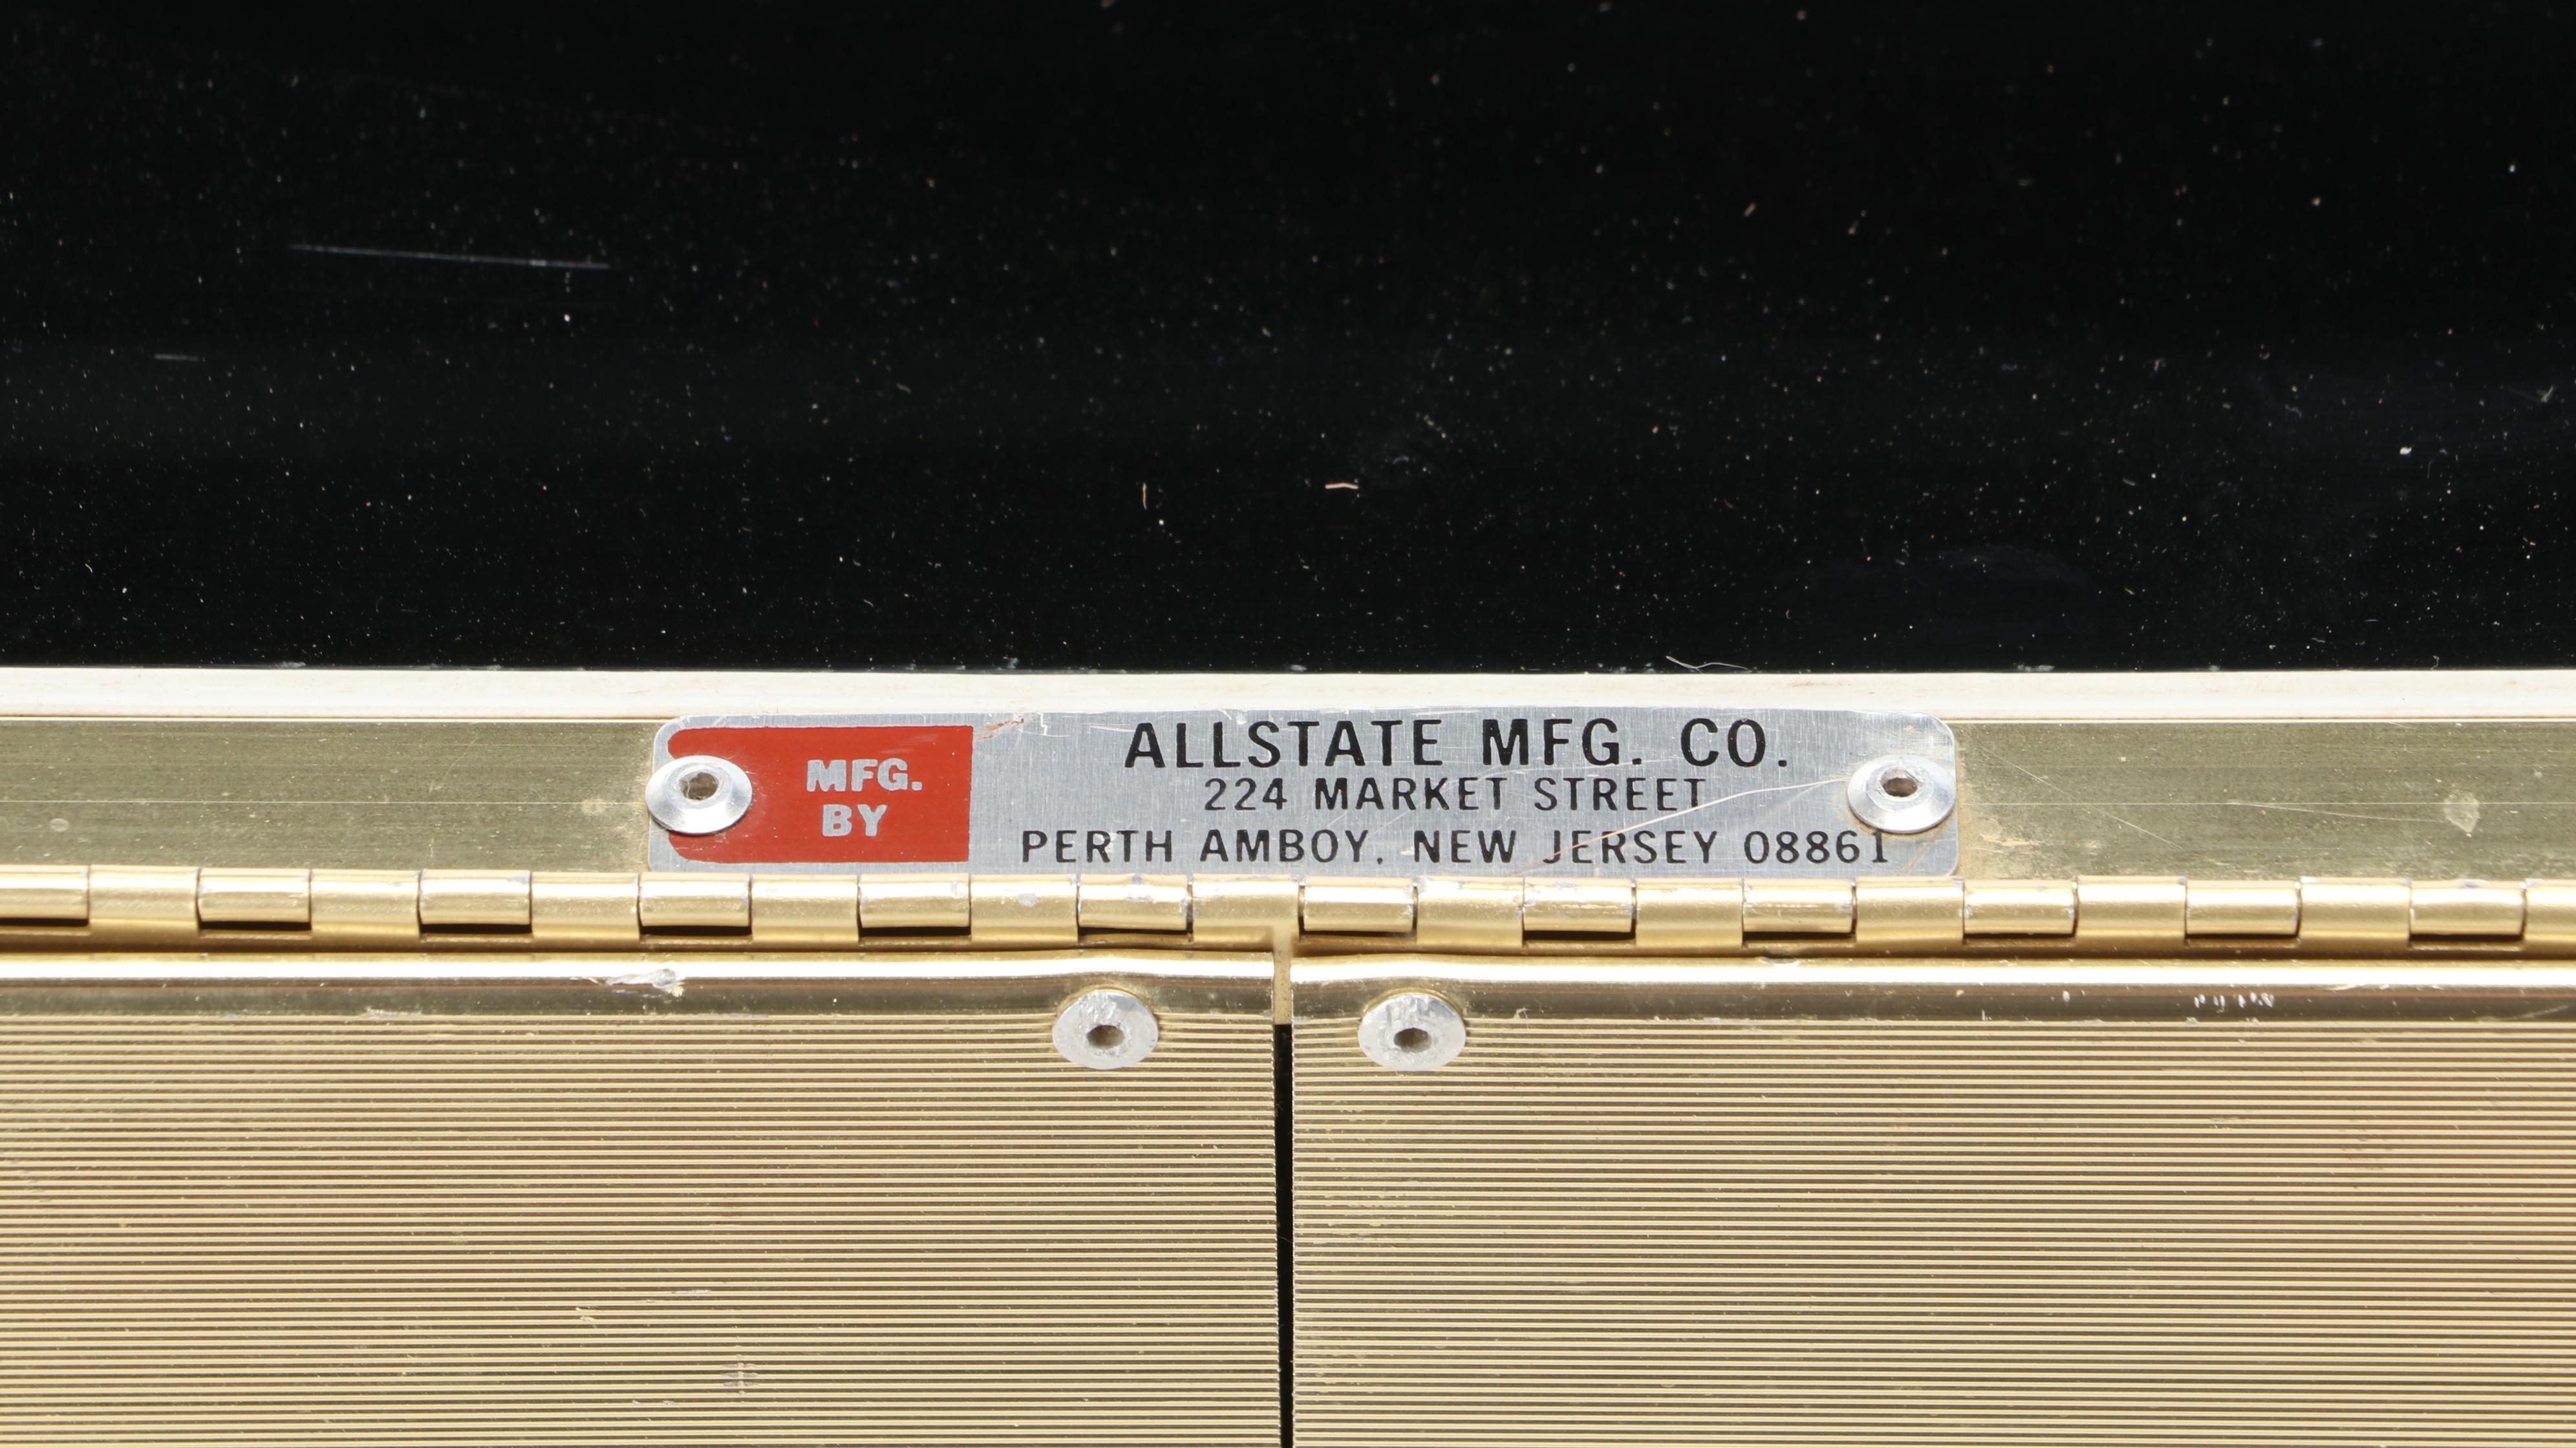 MFG.
BY
ALLSTATE MFG. CO.
224 MARKET STREET
PERTH AMBOY, NEW JERSEY 08861